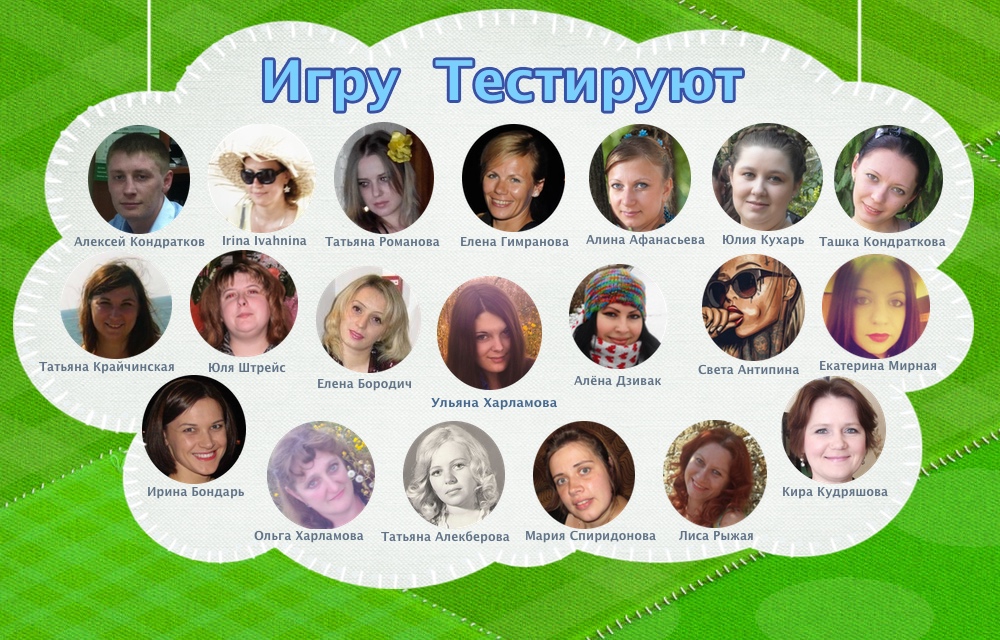 Игру Тестируют
Алексей Кондратков
Irina Ivahnina
Татьяна Романова
Елена Гимранова
Алина Афанасьева
Юлия Кухарь
Ташка Кондраткова
Татьяна Крайчинская
Юля Штрейс
Елена Бородич
Ульяна Харламова
Алёна Дзивак
Света Антипина
Екатерина Мирная
Ирина Бондарь
Ольга Харламова
Татьяна Алекберова
Мария Спиридонова
Лиса Рыжая
Кира Кудряшова